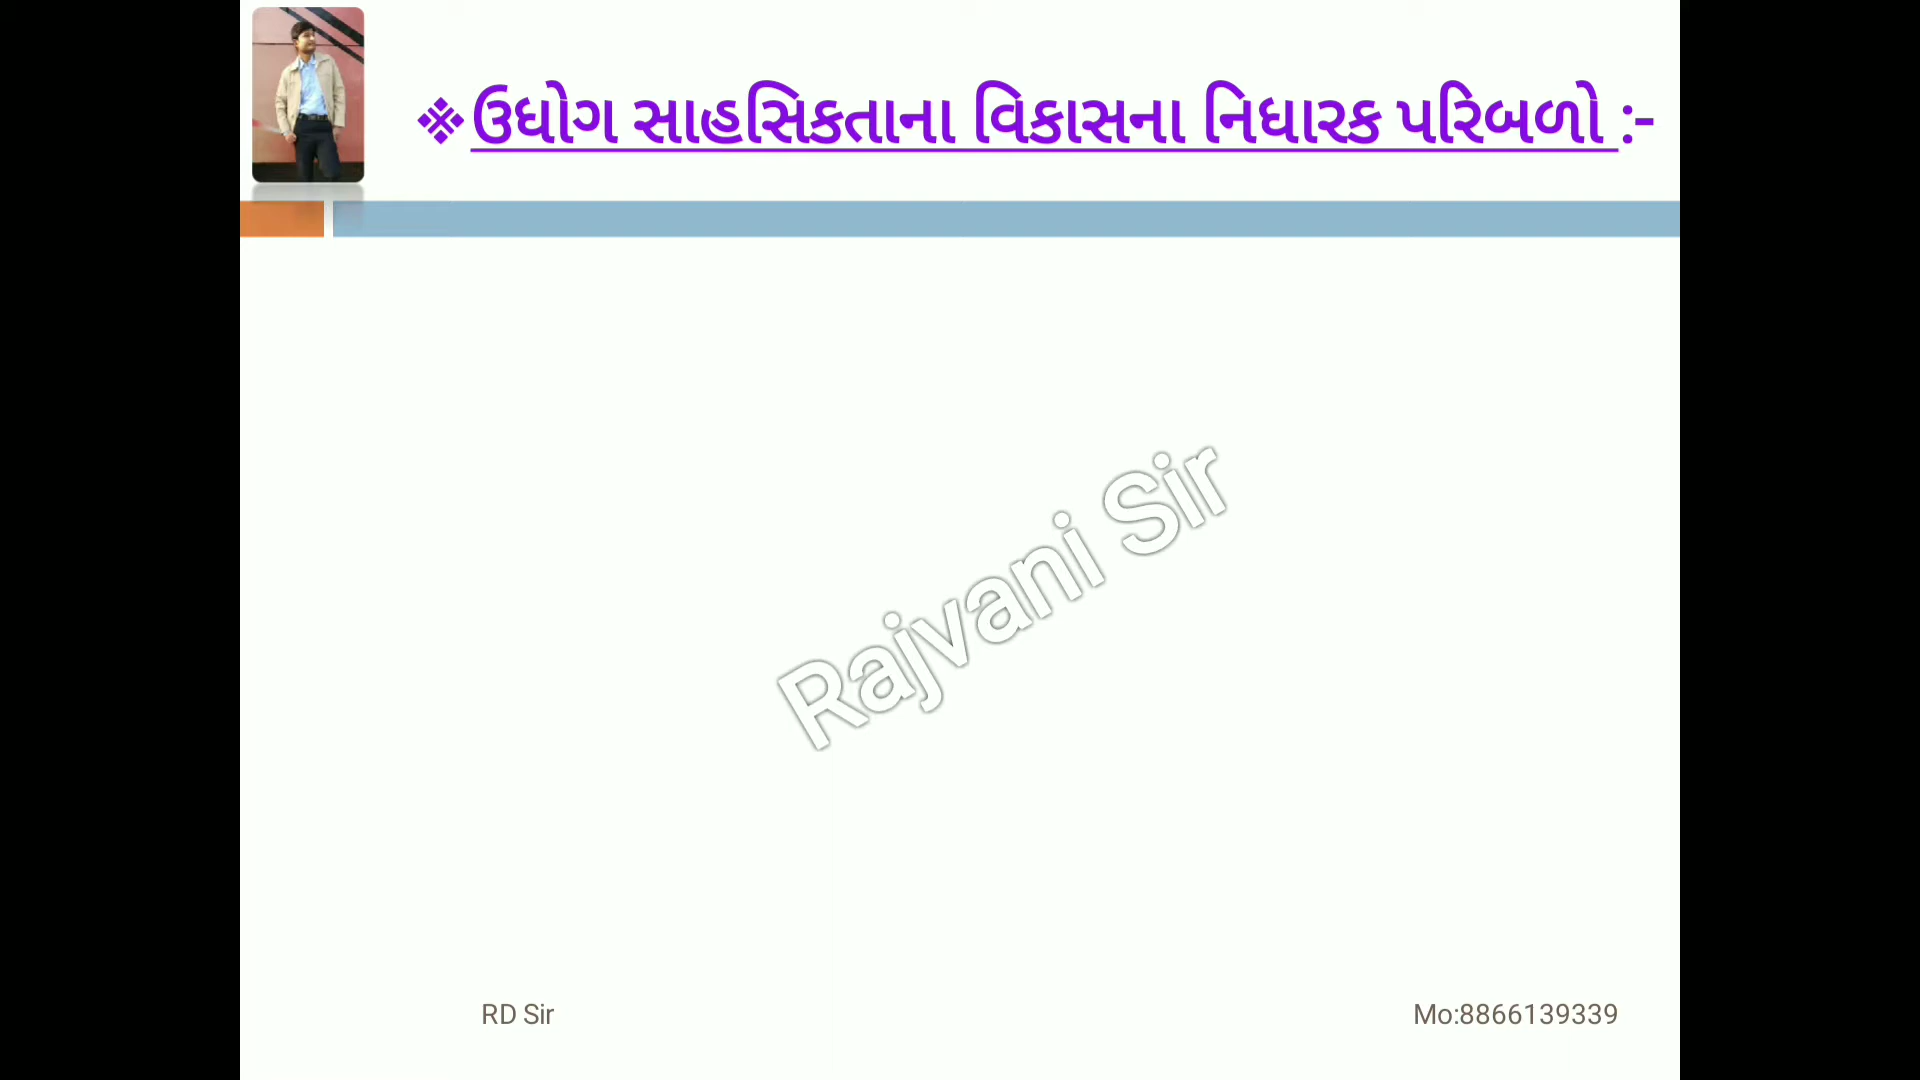 ❖ઉધોગ સાહસિકતાના વિકાસના નિધારક પરિબળો :-
Rajvani Sir
RD Sir
Mo:8866139339